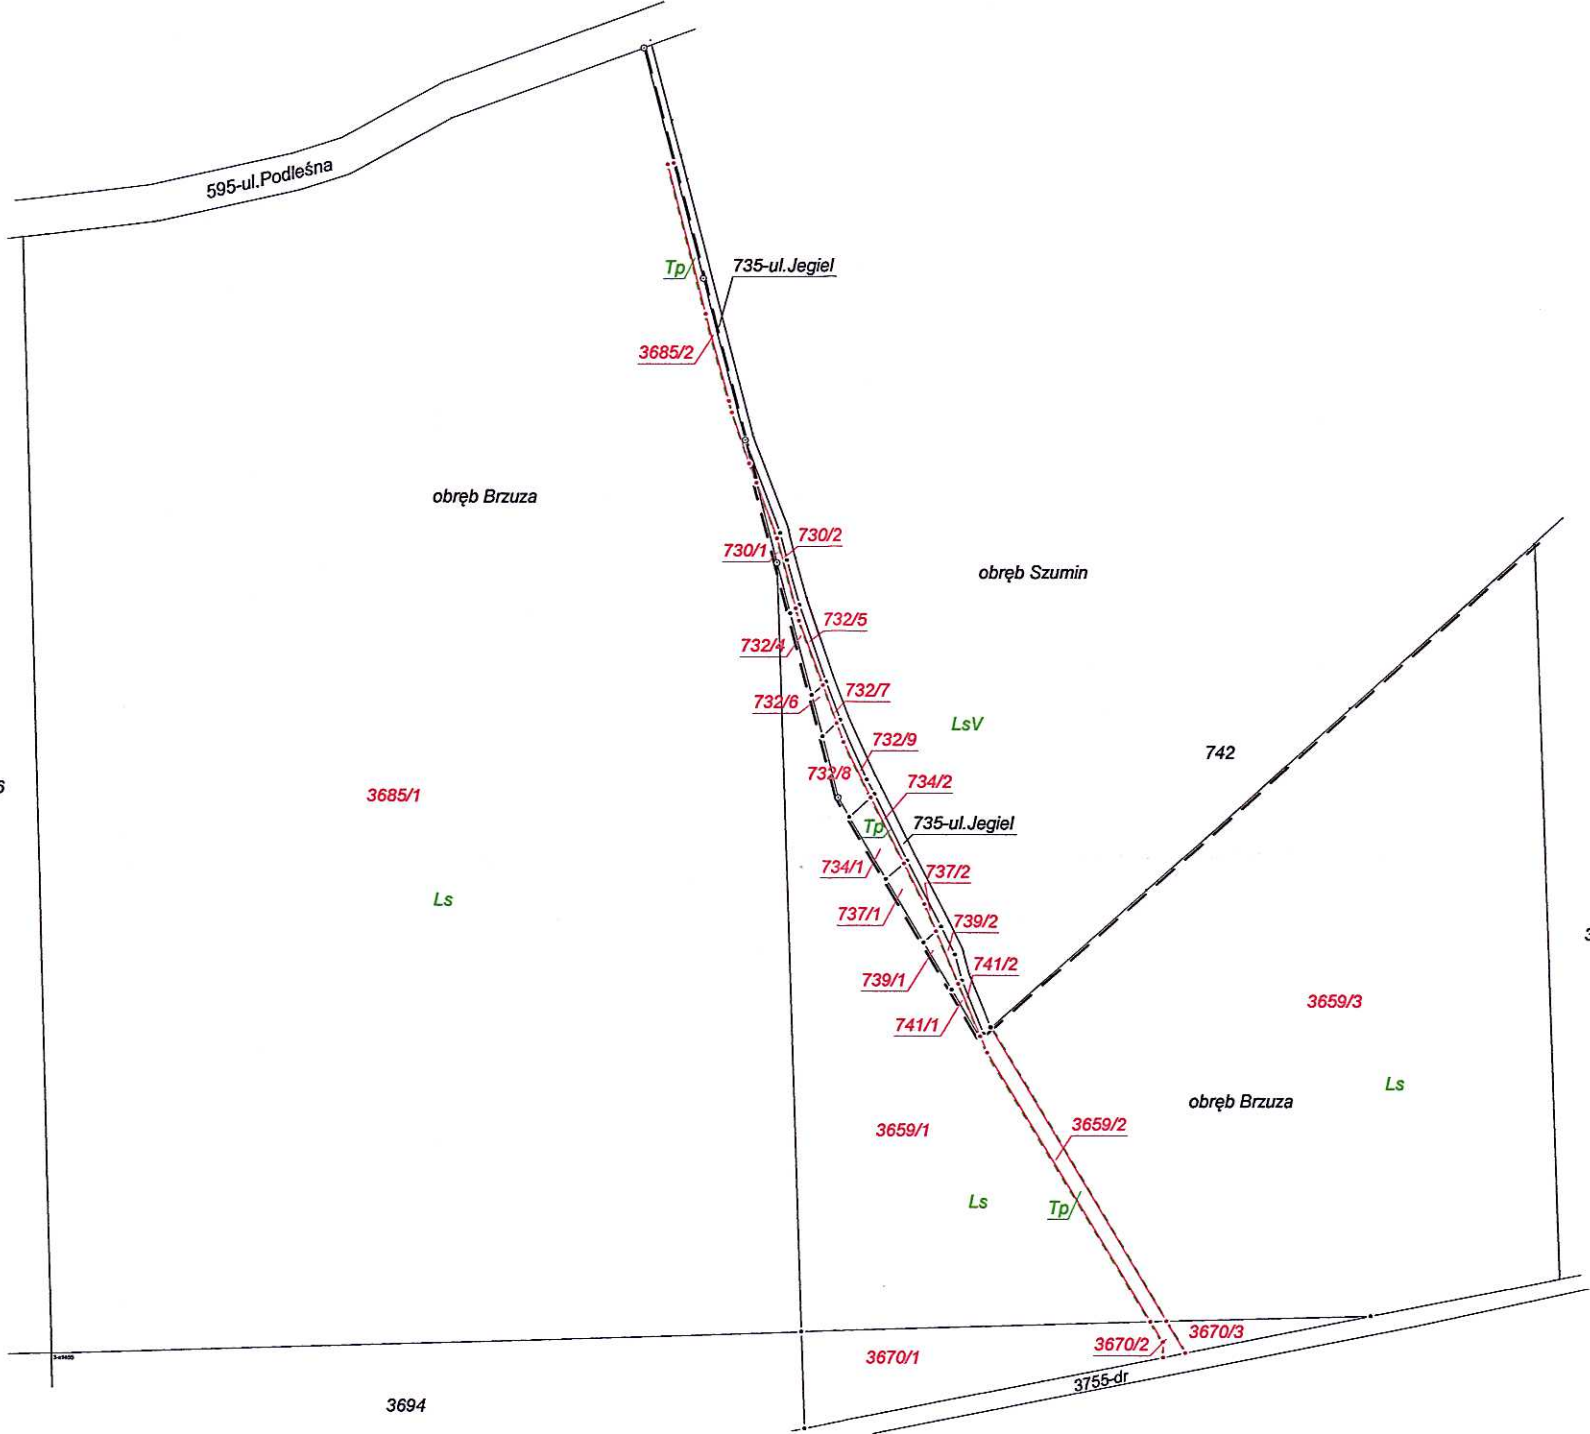 595-ul.Podleśna
Tp
735-ul.Jegiel
3685/2
obręb Brzuza
730/1
730/2
obręb Szumin
732/4
732/5
732/6
732/7
LsV
732/9
742
732/8
3685/1
734/2
Tp
735-ul.Jegiel
734/1
737/2
Ls
737/1
739/2
741/2
739/1
3659/3
741/1
Ls
obręb Brzuza
3659/1
3659/2
Ls
Tp
3670/3
3670/2
3670/1
3755-dr
3694